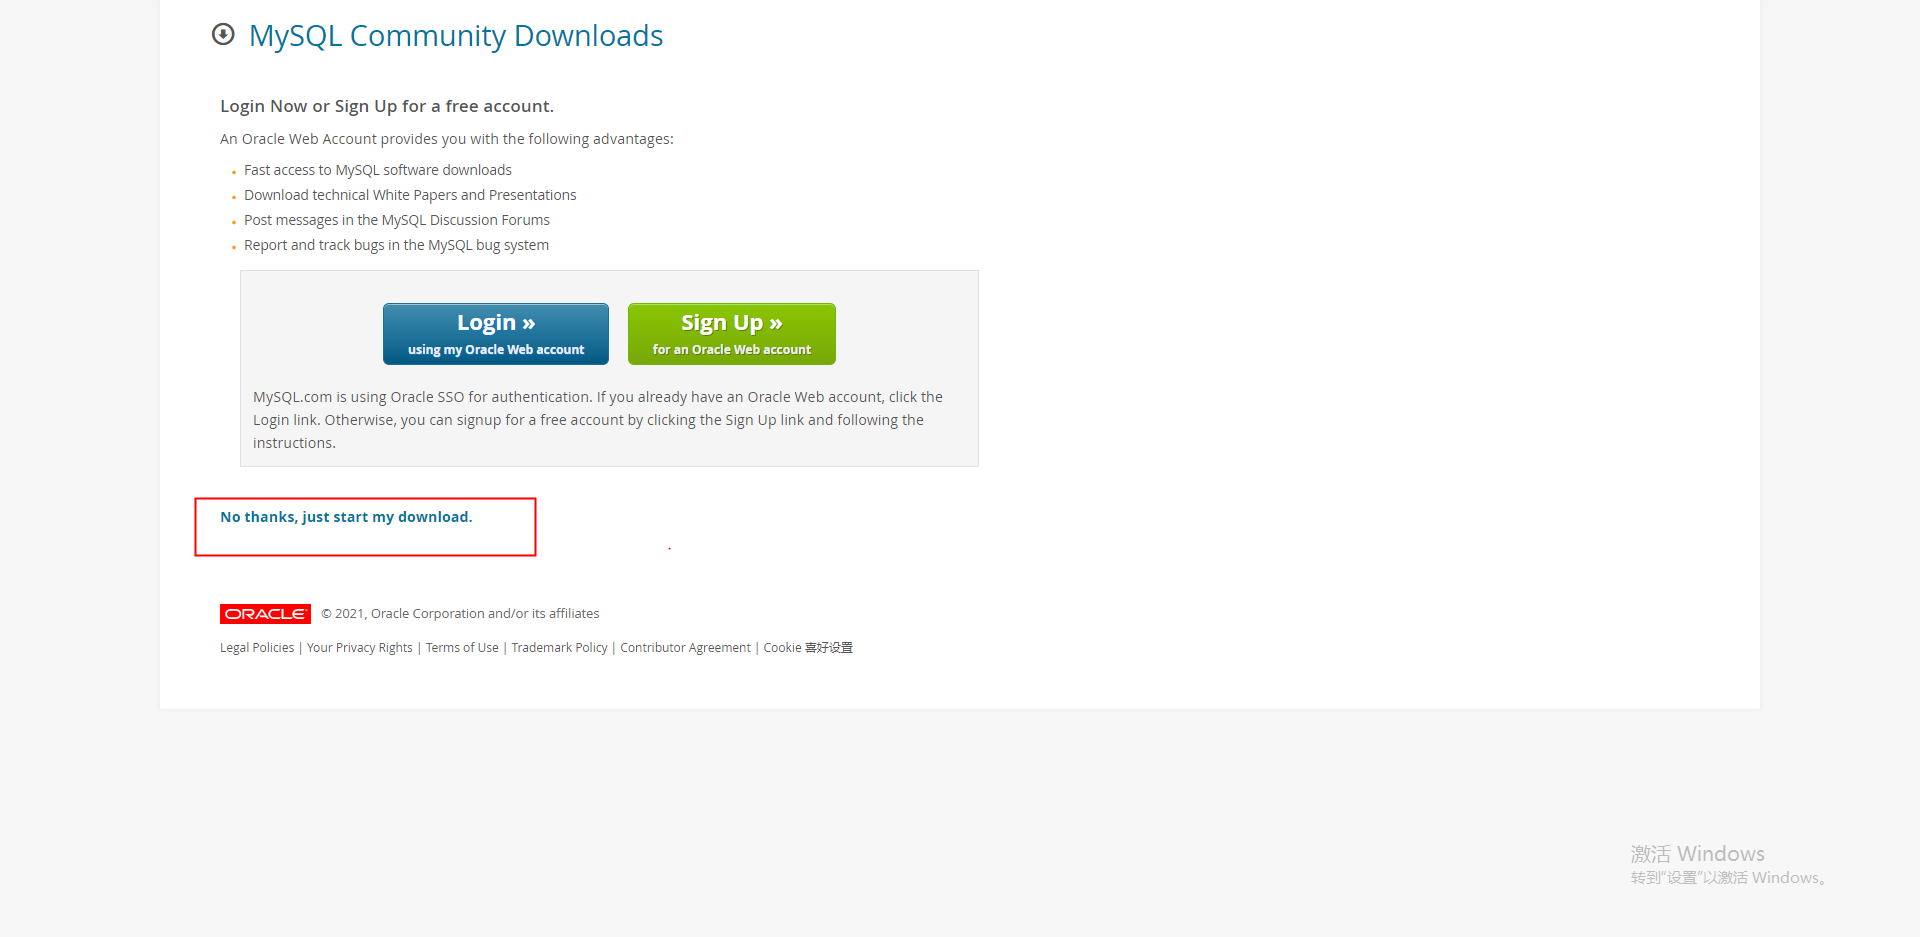 MySQL Community Downloads
Login Now or Sign Up for a free account.
An Oracle Web Account provides you with the following advantages:
Fast access to MySQL software downloads
Download technical White Papers and Presentations
Post messages in the MySQL Discussion Forums
Report and track bugs in the MySQL bug system
Login »
using my Oracle Web account
Sign Up »
for an Oracle Web account
MySQL.com is using Oracle SSO for authentication. If you already have an Oracle Web account, click the
Login link. Otherwise, you can signup for a free account by clicking the Sign Up link and following the
instructions.
No thanks, just start my download.
ORACLE © 2021, Oracle Corporation and/or its affiliates
Legal Policies | Your Privacy Rights | Terms of Use | Trademark Policy | Contributor Agreement | Cookie 喜好设置
激活 Windows
转到"设置"以激活 Windows。